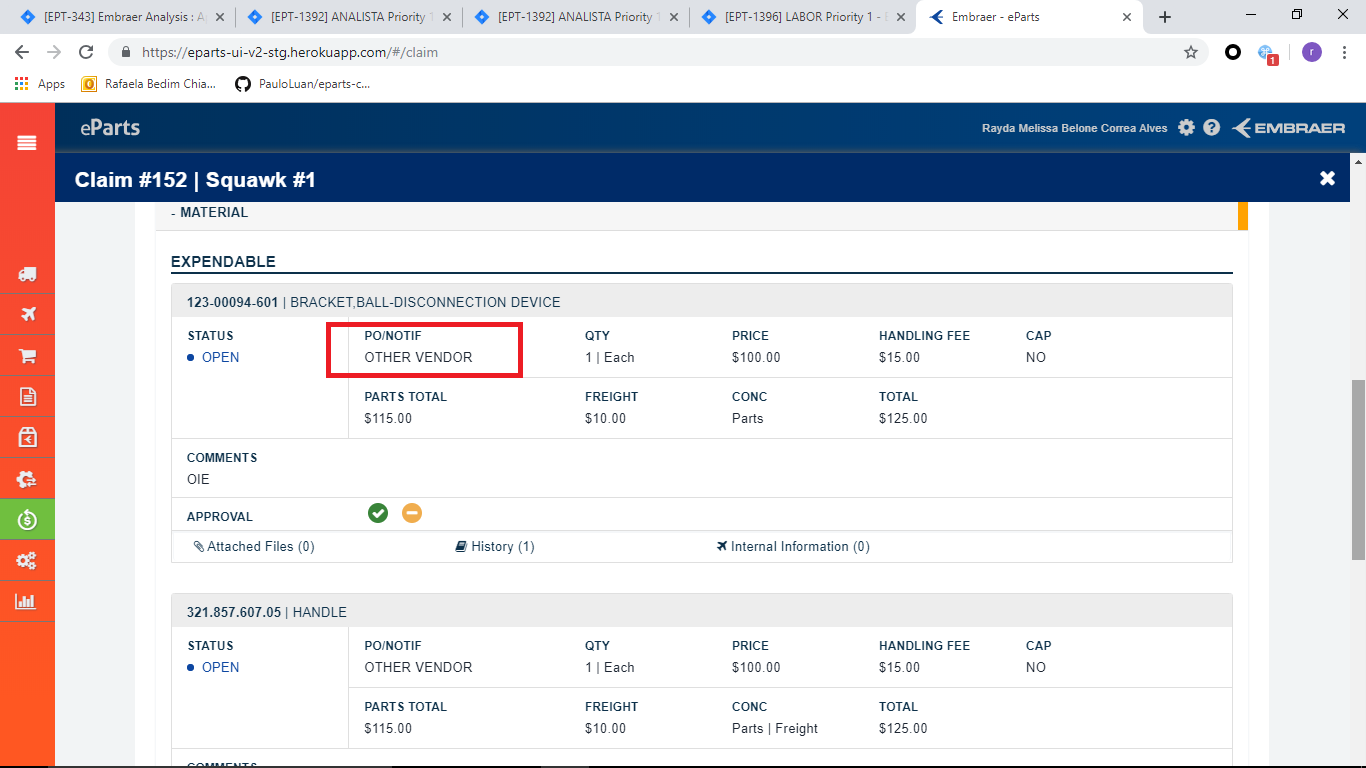 [EPT-343] Embraer Analysis : A
[EPT-1392] ANALISTA Priority 1
[EPT-1392] ANALISTA Priority 1
[EPT-1396] LABOR Priority 1 - E
Embraer - eParts
https://eparts-ui-v2-stg.herokuapp.com/#/claim
1
r
Apps
Rafaela Bedim Chia...
PauloLuan/eparts-c...
eParts
Rayda Melissa Belone Correa Alves
EMBRAER
Claim #152 | Squawk #1
- MATERIAL
EXPENDABLE
123-00094-601 | BRACKET,BALL-DISCONNECTION DEVICE
STATUS PO/NOTIF QTY PRICE HANDLING FEE CAP
OPEN OTHER VENDOR 1 | Each $100.00 $15.00 NO
PARTS TOTAL FREIGHT CONC TOTAL
$115.00 $10.00 Parts $125.00
COMMENTS
OIE
APPROVAL
Attached Files (0) History (1) Internal Information (0)
321.857.607.05 | HANDLE
STATUS PO/NOTIF QTY PRICE HANDLING FEE CAP
OPEN OTHER VENDOR 1 | Each $100.00 $15.00 NO
PARTS TOTAL FREIGHT CONC TOTAL
$115.00 $10.00 Parts | Freight $125.00
COMMENTS